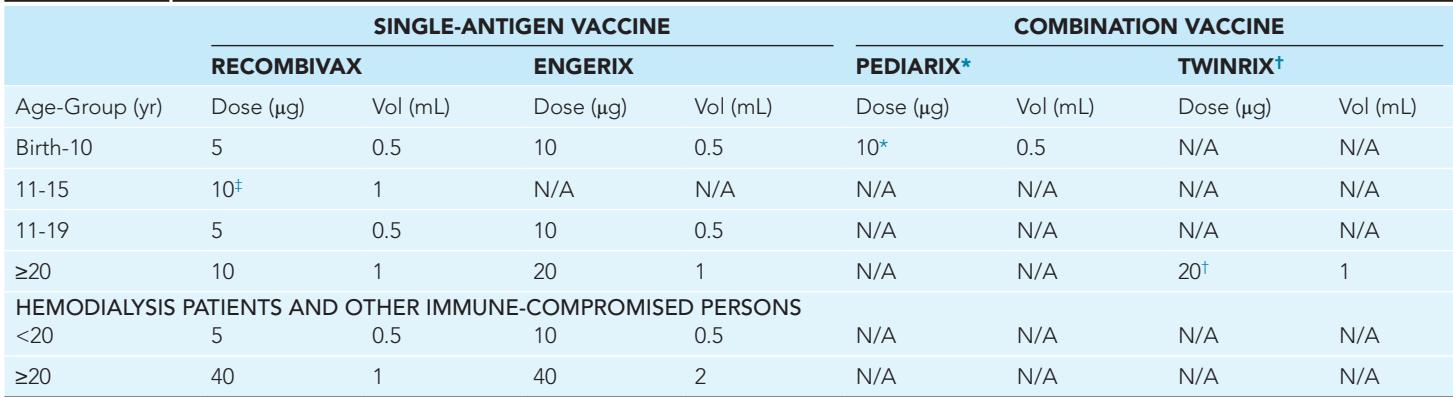 SINGLE-ANTIGEN VACCINE COMBINATION VACCINE
RECOMBIVAX ENGERIX PEDIARIX* TWINRIX†
Age-Group (yr) Dose (μg) Vol (mL) Dose (μg) Vol (mL) Dose (μg) Vol (mL) Dose (μg) Vol (mL)
Birth-10 5 0.5 10 0.5 10* 0.5 N/A N/A
11-15 10‡ 1 N/A N/A N/A N/A N/A N/A
11-19 5 0.5 10 0.5 N/A N/A N/A N/A
≥20 10 1 20 1 N/A N/A 20† 1
HEMODIALYSIS PATIENTS AND OTHER IMMUNE-COMPROMISED PERSONS
<20 5 0.5 10 0.5 N/A N/A N/A N/A
≥20 40 1 40 2 N/A N/A N/A N/A